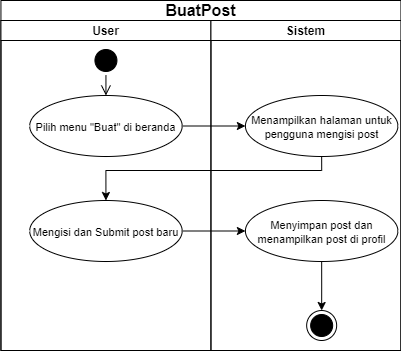 BuatPost
User
Sistem
Pilih menu "Buat" di beranda
Menampilkan halaman untuk
pengguna mengisi post
Mengisi dan Submit post baru
Menyimpan post dan
menampilkan post di profil